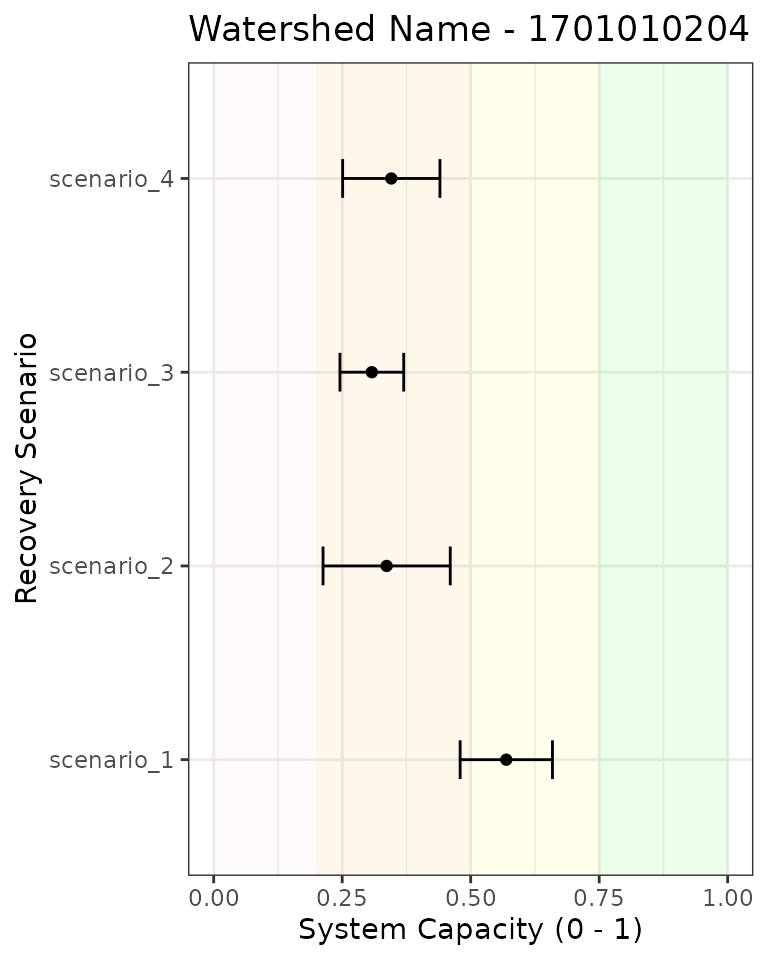 Watershed Name - 1701010204
Recovery Scenario
scenario_4
scenario_3
scenario_2
scenario_1
0.00 0.25 0.50 0.75 1.00
System Capacity (0 - 1)